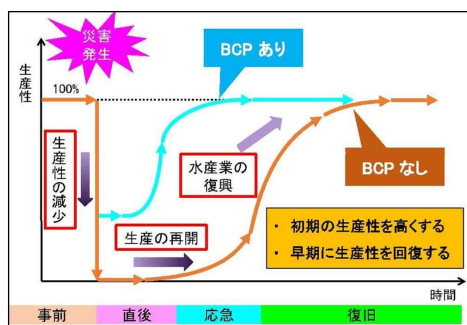 災害
発生
BCP あり
生産性
100%
生産性の減少
水産業の
復興
BCP なし
生産の再開
・ 初期の生産性を高くする
・ 早期に生産性を回復する
時間
事前
直後
応急
復旧